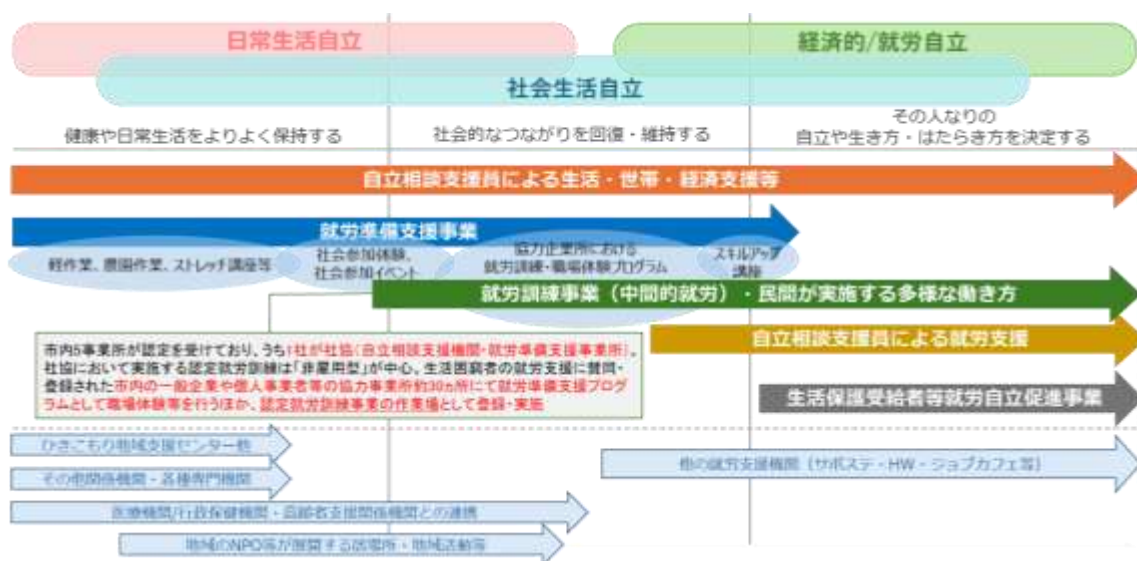 日常生活自立
経済的/就労自立
社会生活自立
健康や日常生活をよりよく保持する
社会的なつながりを回復・維持する
その人なりの
自立や生き方・はたらき方を決定する
自立相談支援員による生活・世帯・経済支援等
就労準備支援事業
軽作業、農園作業、ストレッチ講座等
社会参加体験、
社会参加イベント
協力企業所における
就労訓練・職場体験プログラム
スキルアップ
講座
就労訓練事業（中間的就労）・民間が実施する多様な働き方
自立相談支援員による就労支援
市内5事業所が認定を受けており、うち1社が社協（自立相談支援機関・就労準備支援事業所）。
社協において実施する認定就労訓練は「非雇用型」が中心。生活困窮者の就労支援に賛同・
登録された市内の一般企業や個人事業者等の協力事業所約30ヵ所にて就労準備支援プログ
ラムとして職場体験等を行うほか、認定就労訓練事業の作業場として登録・実施
生活保護受給者等就労自立促進事業
ひきこもり地域支援センター他
その他関係機関・各種専門機関
他の就労支援機関（サポステ・HW・ジョブカフェ等）
医療機関/行政保健機関・高齢者支援関係機関との連携
地域のNPO等が展開する居場所・地域活動等